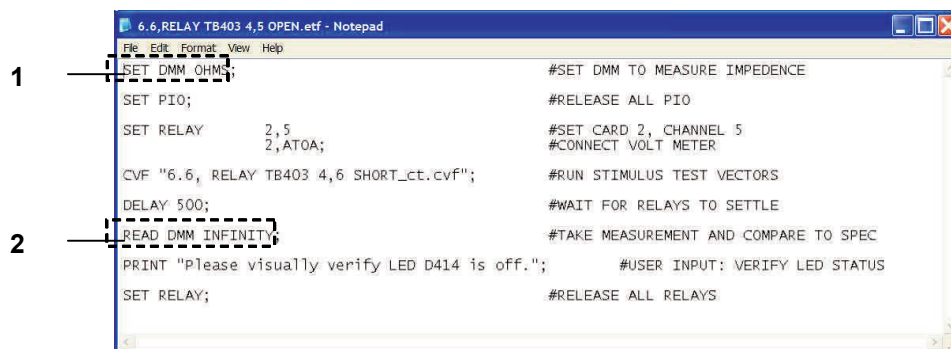 6.6,RELAY TB403 4,5 OPEN.etf - Notepad
File Edit Format View Help
1
SET DMM OHMS; #SET DMM TO MEASURE IMPEDENCE
SET PIO; #RELEASE ALL PIO
SET RELAY 2,5 #SET CARD 2, CHANNEL 5
2,ATOA; #CONNECT VOLT METER
CVF "6.6, RELAY TB403 4,6 SHORT_ct.cvf"; #RUN STIMULUS TEST VECTORS
DELAY 500; #WAIT FOR RELAYS TO SETTLE
2
READ DMM INFINITY; #TAKE MEASUREMENT AND COMPARE TO SPEC
PRINT "Please visually verify LED D414 is off."; #USER INPUT: VERIFY LED STATUS
SET RELAY; #RELEASE ALL RELAYS